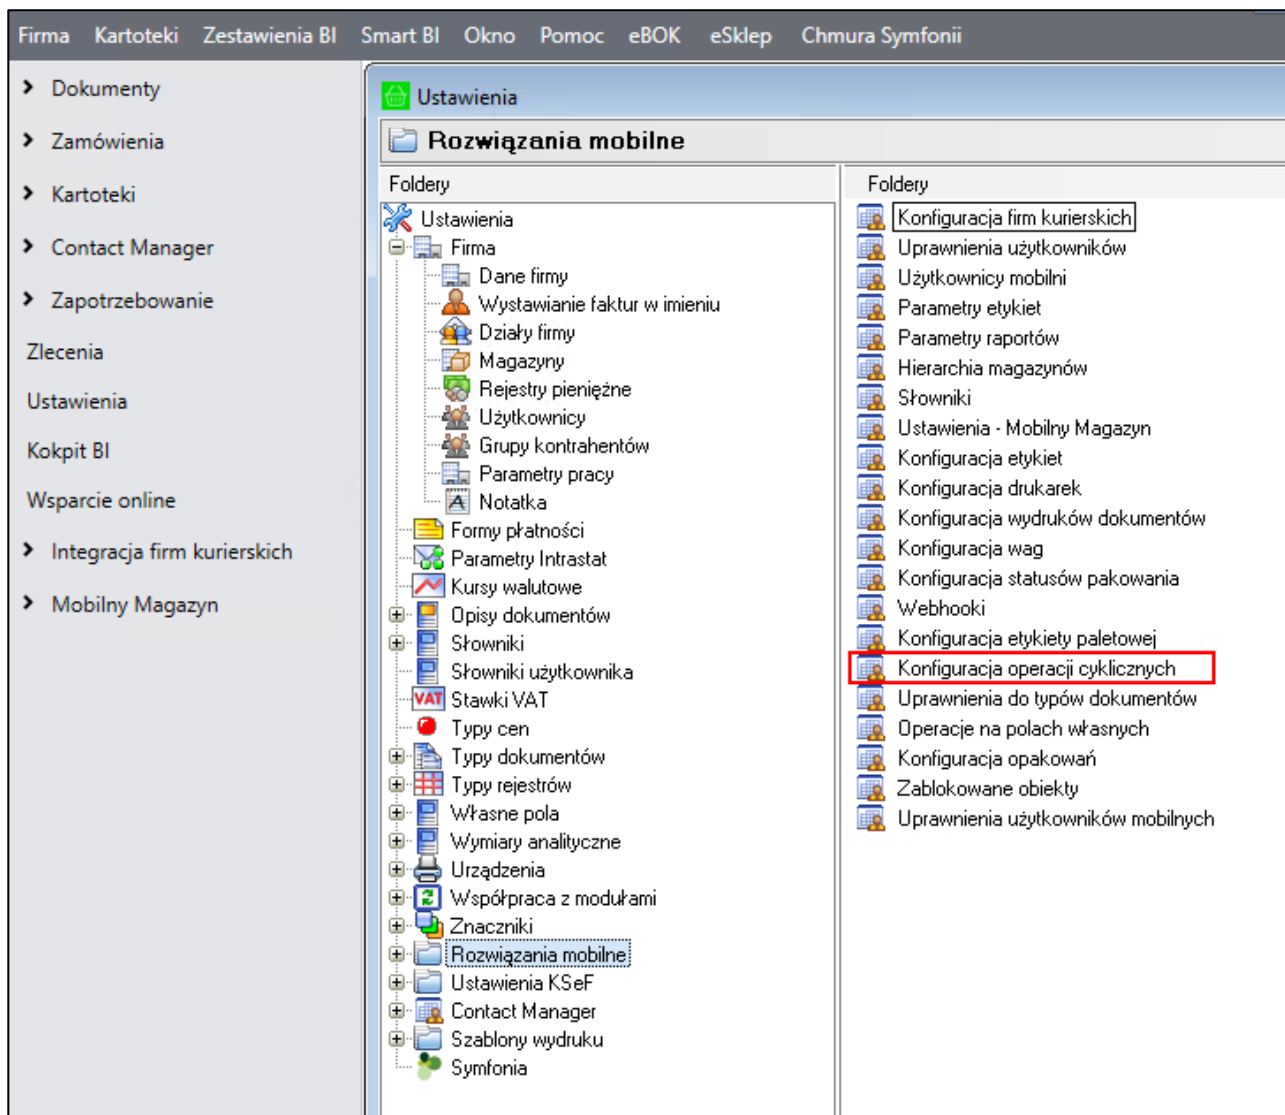 Firma Kartoteki Zestawienia BI Smart BI Okno Pomoc eBOK eSklep Chmura Symfonii
Dokumenty
Zamówienia
Kartoteki
Contact Manager
Zapotrzebowanie
Zlecenia
Ustawienia
Kokpit BI
Wsparcie online
Integracja firm kurierskich
Mobilny Magazyn
Ustawienia
Rozwiązania mobilne
Foldery
Ustawienia
Firma
Dane firmy
Wystawianie faktur w imieniu
Działy firmy
Magazyny
Rejestry pieniężne
Użytkownicy
Grupy kontrahentów
Parametry pracy
Notatka
Formy płatności
Parametry Intrastat
Kursy walutowe
Opisy dokumentów
Słowniki
Słowniki użytkownika
VAT Stawki VAT
Typy cen
Typy dokumentów
Typy rejestrów
Własne pola
Wymiary analityczne
Urządzenia
Współpraca z modułami
Znaczniki
Rozwiązania mobilne
Ustawienia KSeF
Contact Manager
Szablony wydruku
Symfonia
Foldery
Konfiguracja firm kurierskich
Uprawnienia użytkowników
Użytkownicy mobilni
Parametry etykiet
Parametry raportów
Hierarchia magazynów
Słowniki
Ustawienia - Mobilny Magazyn
Konfiguracja etykiet
Konfiguracja drukarek
Konfiguracja wydruków dokumentów
Konfiguracja wag
Konfiguracja statusów pakowania
Webhooki
Konfiguracja etykiety paletowej
Konfiguracja operacji cyklicznych
Uprawnienia do typów dokumentów
Operacje na polach własnych
Konfiguracja opakowań
Zablokowane obiekty
Uprawnienia użytkowników mobilnych